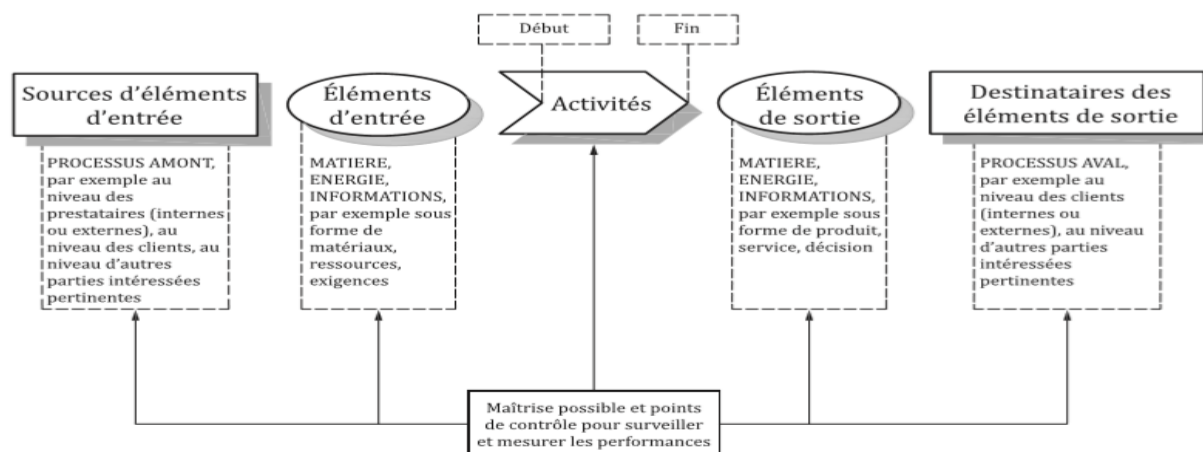 Début
Fin
Sources d'éléments
d'entrée
Éléments
d'entrée
Activités
Éléments
de sortie
Destinataires des
éléments de sortie
PROCESSUS AMONT,
par exemple au
niveau des
prestataires (internes
ou externes), au
niveau des clients, au
niveau d'autres
parties intéressées
pertinentes
MATIERE,
ENERGIE,
INFORMATIONS,
par exemple sous
forme de
matériaux,
ressources,
exigences
MATIERE,
ENERGIE,
INFORMATIONS,
par exemple sous
forme de produit,
service, décision
PROCESSUS AVAL,
par exemple au
niveau des clients
(internes ou
externes), au niveau
d'autres parties
intéressées
pertinentes
Maîtrise possible et points
de contrôle pour surveiller
et mesurer les performances